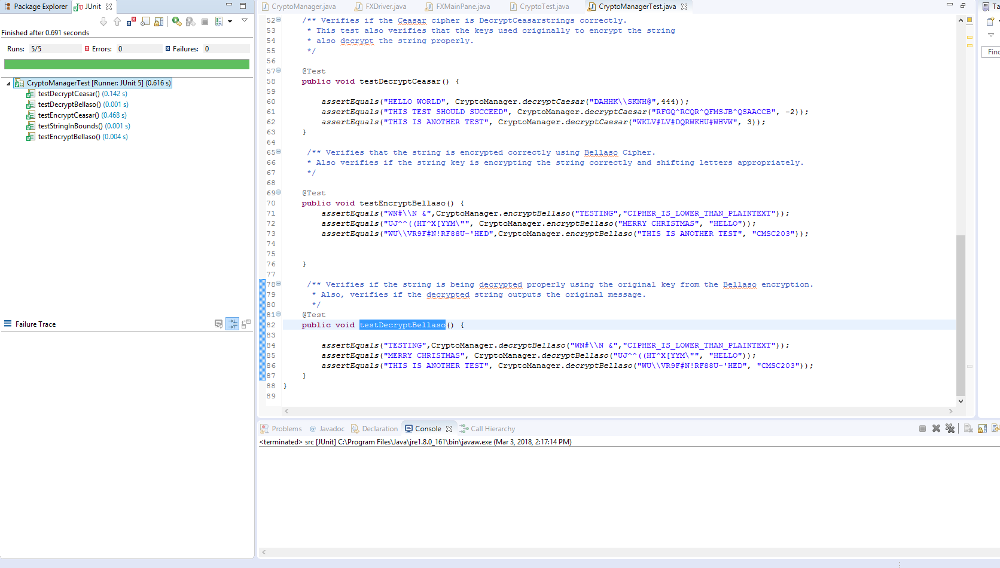 Package Explorer JUnit
Finished after 0.691 seconds
Runs: 5/5 Errors: 0 Failures: 0
CryptoManagerTest [Runner: JUnit 5] (0.616 s)
testDecryptCeasar() (0.142 s)
testDecryptBellaso() (0.001 s)
testEncryptCeasar() (0.468 s)
testStringInBounds() (0.001 s)
testEncryptBellaso() (0.004 s)
Failure Trace
CryptoManager.java FXDriver.java FXMainPane.java CryptoTest.java CryptoManagerTest.java
52 /** Verifies if the Ceasar cipher is DecryptCeasarstrings correctly.
53 * This test also verifies that the keys used originally to encrypt the string
54 * also decrypt the string properly.
55 */
56
57 @Test
58 public void testDecryptCeasar() {
59
60 assertEquals("HELLO WORLD", CryptoManager.decryptCaesar("DAHHK\\SKNH@",444));
61 assertEquals("THIS TEST SHOULD SUCCEED", CryptoManager.decryptCaesar("RFGQ^RCQR^QFMSJB^QSAACCB", -2));
62 assertEquals("THIS IS ANOTHER TEST", CryptoManager.decryptCaesar("WKLV#LV#DQRWKHU#WHVW", 3));
63 }
64
65 /** Verifies that the string is encrypted correctly using Bellaso Cipher.
66 * Also verifies if the string key is encrypting the string correctly and shifting letters appropriately.
67 */
68
69 @Test
70 public void testEncryptBellaso() {
71 assertEquals("WN#\\N &",CryptoManager.encryptBellaso("TESTING","CIPHER_IS_LOWER_THAN_PLAINTEXT"));
72 assertEquals("UJ^^((HT^X[YYM\"", CryptoManager.encryptBellaso("MERRY CHRISTMAS", "HELLO"));
73 assertEquals("WU\\VR9F#N!RF88U-'HED",CryptoManager.encryptBellaso("THIS IS ANOTHER TEST", "CMSC203"));
74
75
76 }
77
78 /** Verifies if the string is being decrypted properly using the original key from the Bellaso encryption.
79 * Also, verifies if the decrypted string outputs the original message.
80 */
81 @Test
82 public void testDecryptBellaso() {
83
84 assertEquals("TESTING",CryptoManager.decryptBellaso("WN#\\N &","CIPHER_IS_LOWER_THAN_PLAINTEXT"));
85 assertEquals("MERRY CHRISTMAS", CryptoManager.decryptBellaso("UJ^^((HT^X[YYM\"", "HELLO"));
86 assertEquals("THIS IS ANOTHER TEST", CryptoManager.decryptBellaso("WU\\VR9F#N!RF88U-'HED", "CMSC203"));
87 }
88 }
89
Problems Javadoc Declaration Console Call Hierarchy
<terminated> src [JUnit] C:\Program Files\Java\jre1.8.0_161\bin\javaw.exe (Mar 3, 2018, 2:17:14 PM)